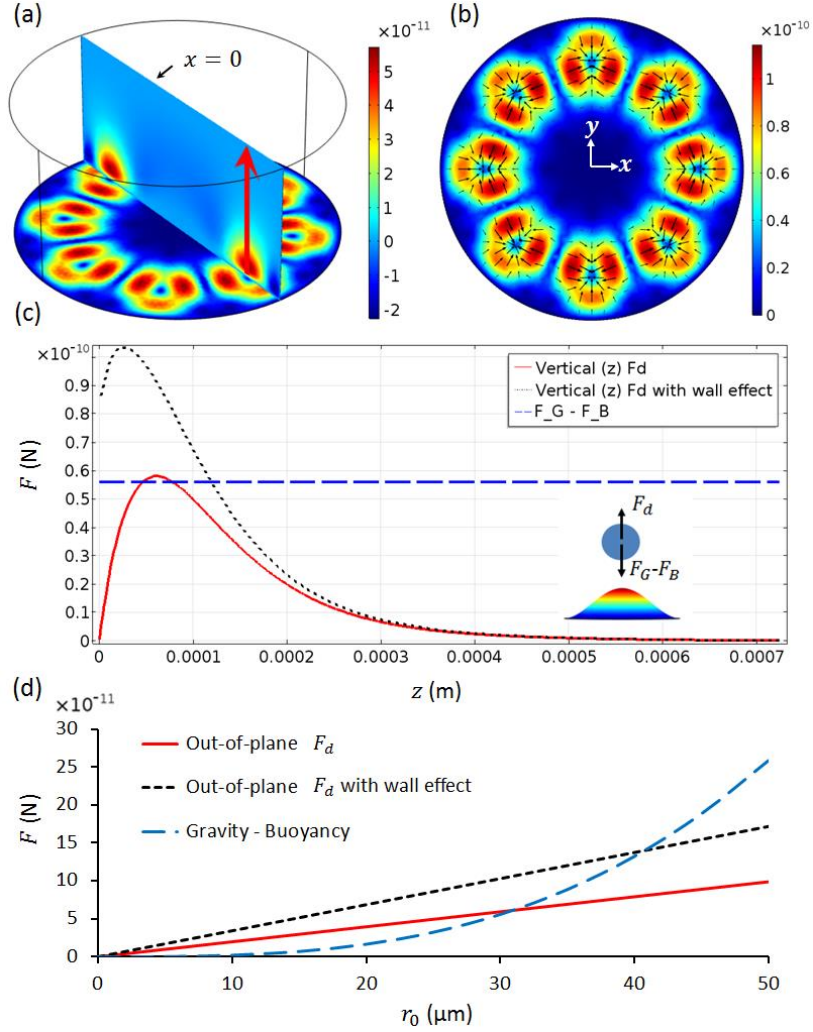 (a)
×10⁻¹¹
x = 0
5
4
3
2
1
0
-1
-2
(b)
×10⁻¹⁰
y
x
1
0.8
0.6
0.4
0.2
0
(c)
×10⁻¹⁰
0.9
0.8
0.7
0.6
0.5
0.4
0.3
0.2
0.1
0
F (N)
Vertical (z) Fd
Vertical (z) Fd with wall effect
F_G - F_B
F_d
F_G-F_B
0 0.0001 0.0002 0.0003 0.0004 0.0005 0.0006 0.0007
z (m)
(d)
×10⁻¹¹
30
25
20
15
10
5
0
F (N)
Out-of-plane F_d
Out-of-plane F_d with wall effect
Gravity - Buoyancy
0 10 20 30 40 50
r₀ (μm)